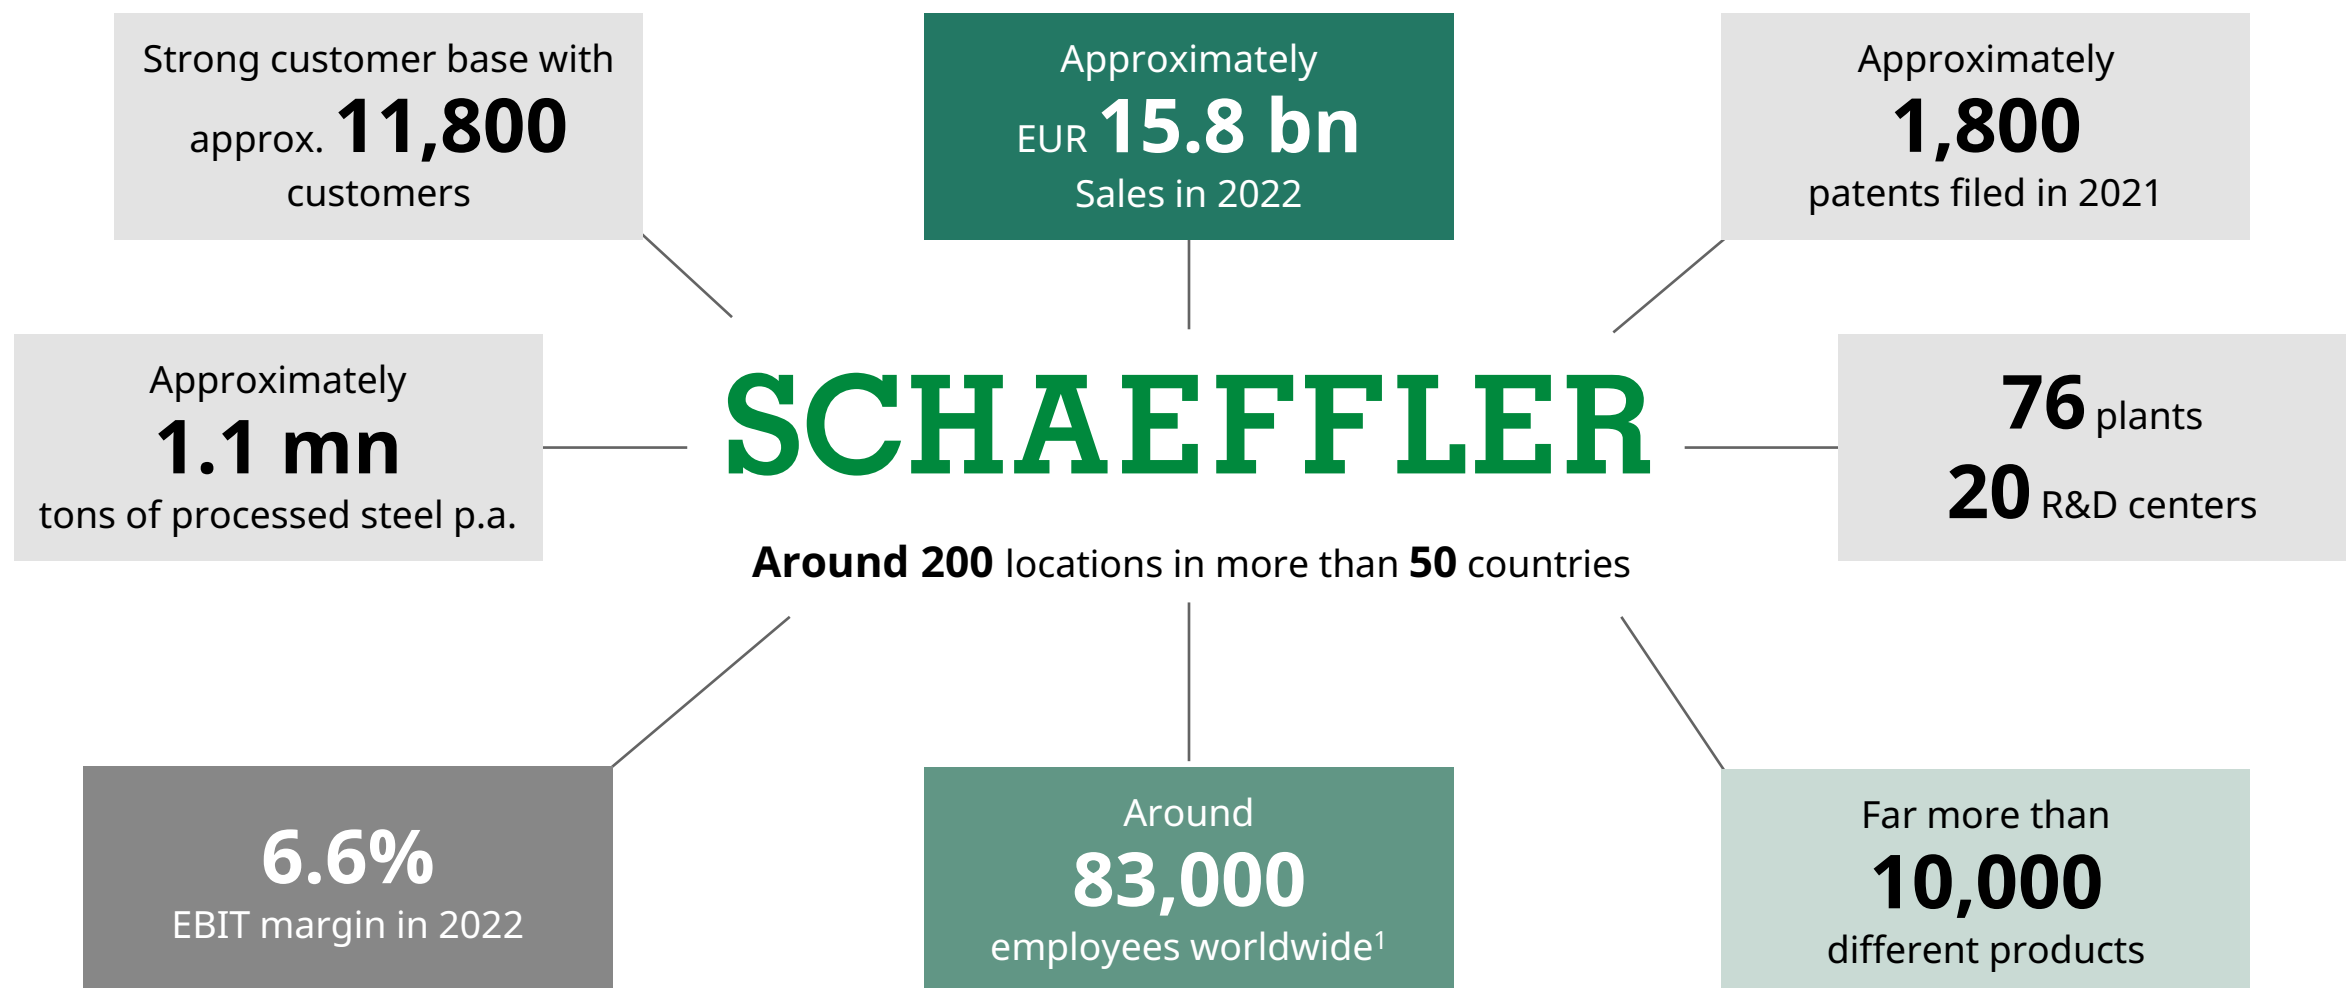 Strong customer base with
approx. 11,800
customers
Approximately
EUR 15.8 bn
Sales in 2022
Approximately
1,800
patents filed in 2021
Approximately
1.1 mn
tons of processed steel p.a.
SCHAEFFLER
76 plants
20 R&D centers
Around 200 locations in more than 50 countries
6.6%
EBIT margin in 2022
Around
83,000
employees worldwide¹
Far more than
10,000
different products